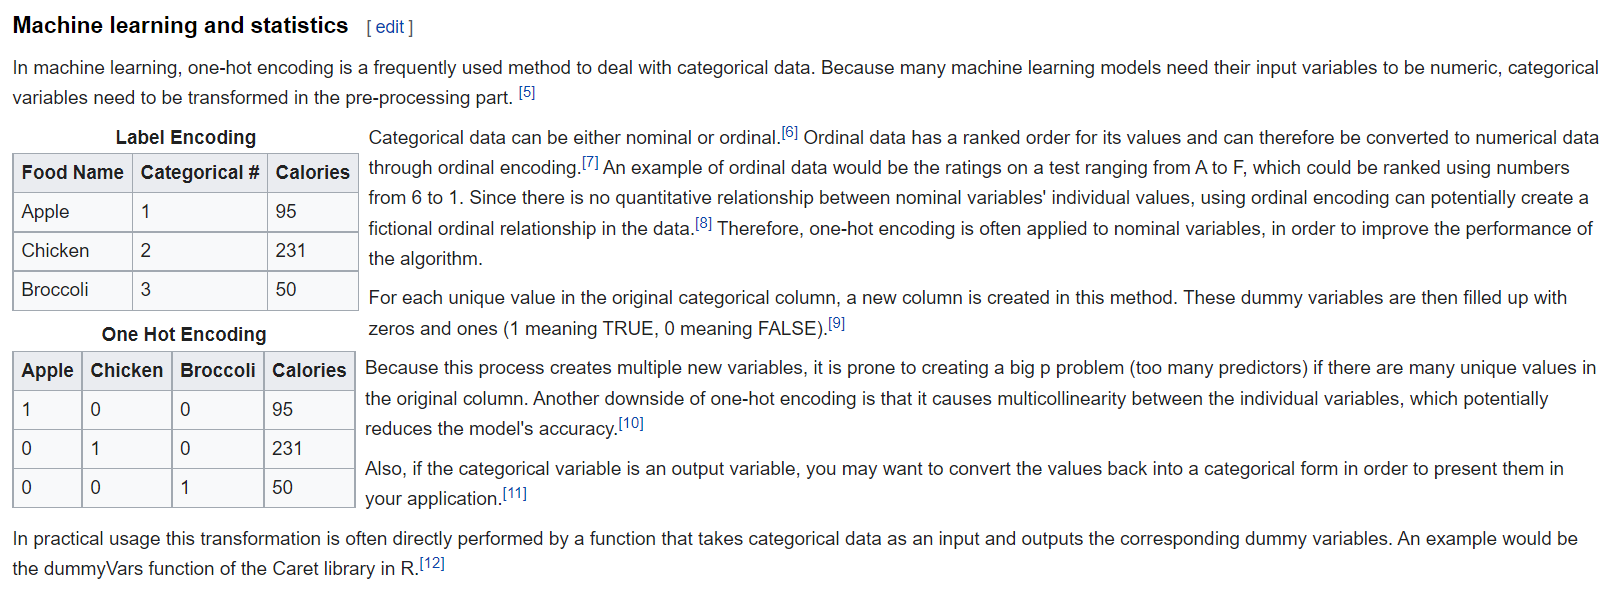 Machine learning and statistics [ edit ]
In machine learning, one-hot encoding is a frequently used method to deal with categorical data. Because many machine learning models need their input variables to be numeric, categorical
variables need to be transformed in the pre-processing part. [5]
Label Encoding
Food Name Categorical # Calories
Apple 1 95
Chicken 2 231
Broccoli 3 50
Categorical data can be either nominal or ordinal.[6] Ordinal data has a ranked order for its values and can therefore be converted to numerical data
through ordinal encoding.[7] An example of ordinal data would be the ratings on a test ranging from A to F, which could be ranked using numbers
from 6 to 1. Since there is no quantitative relationship between nominal variables' individual values, using ordinal encoding can potentially create a
fictional ordinal relationship in the data.[8] Therefore, one-hot encoding is often applied to nominal variables, in order to improve the performance of
the algorithm.
For each unique value in the original categorical column, a new column is created in this method. These dummy variables are then filled up with
zeros and ones (1 meaning TRUE, 0 meaning FALSE).[9]
One Hot Encoding
Apple Chicken Broccoli Calories
1 0 0 95
0 1 0 231
0 0 1 50
Because this process creates multiple new variables, it is prone to creating a big p problem (too many predictors) if there are many unique values in
the original column. Another downside of one-hot encoding is that it causes multicollinearity between the individual variables, which potentially
reduces the model's accuracy.[10]
Also, if the categorical variable is an output variable, you may want to convert the values back into a categorical form in order to present them in
your application.[11]
In practical usage this transformation is often directly performed by a function that takes categorical data as an input and outputs the corresponding dummy variables. An example would be
the dummyVars function of the Caret library in R.[12]